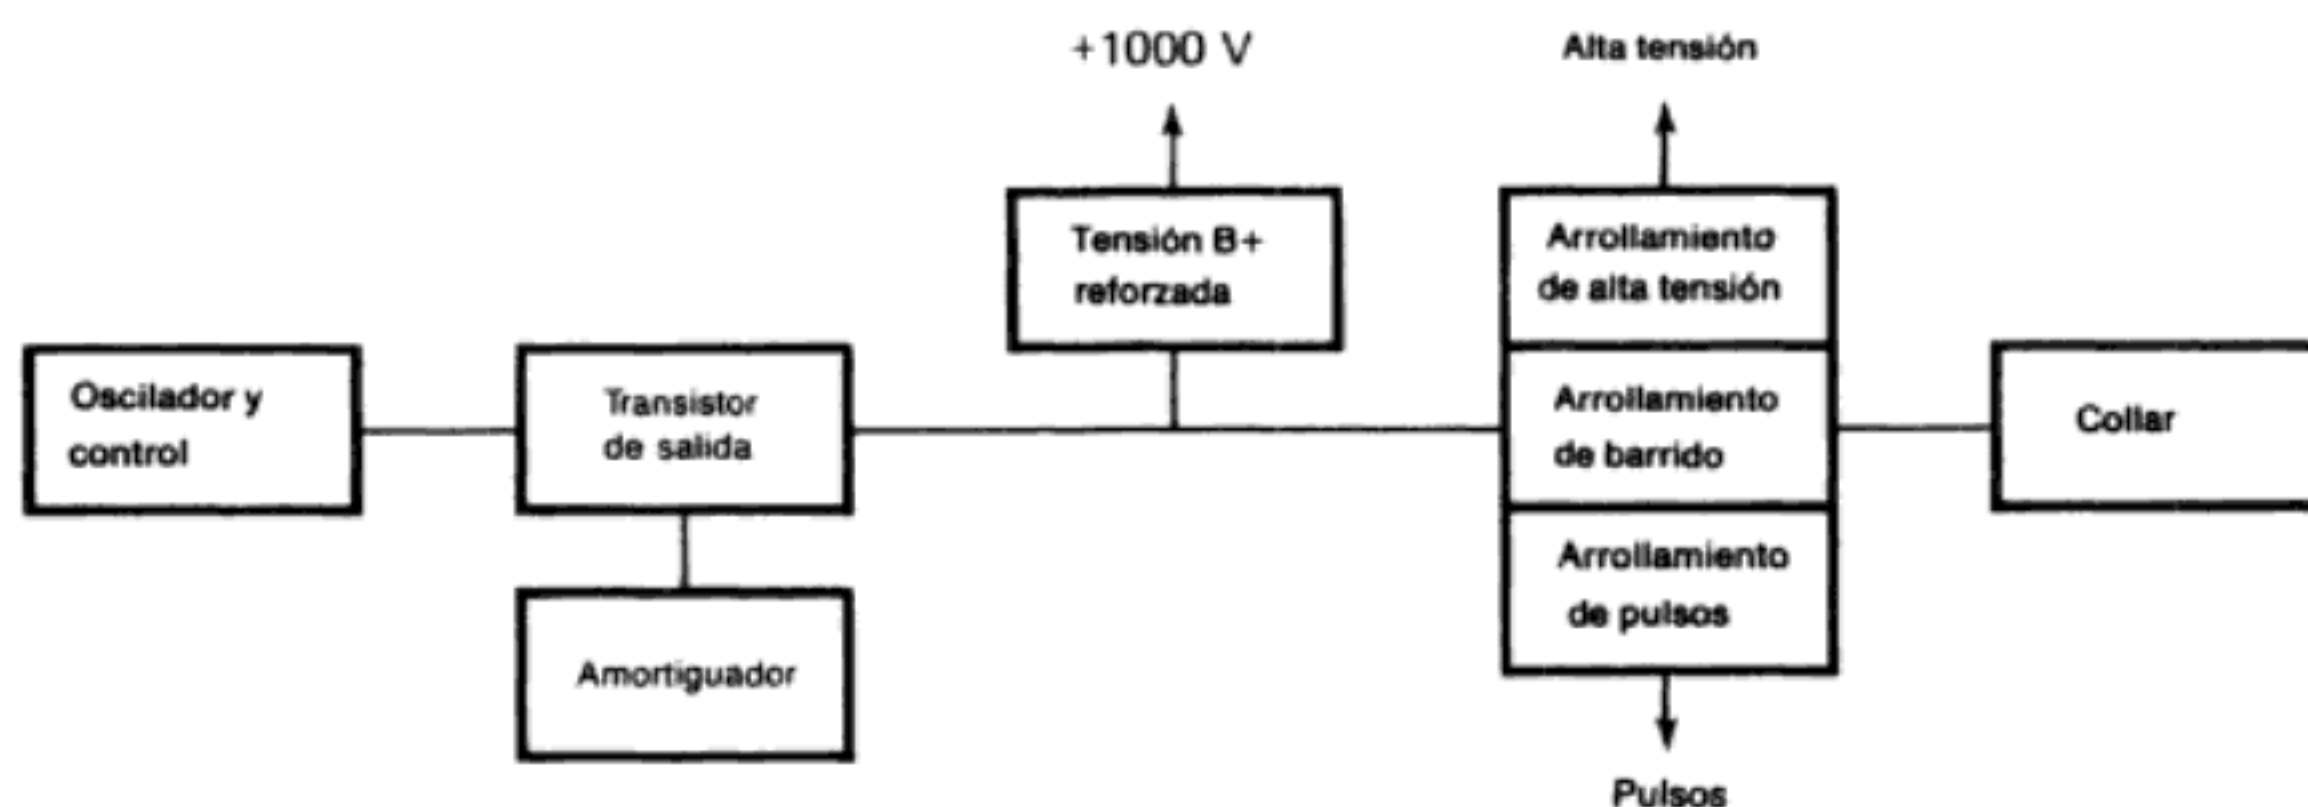 +1000 V
Alta tensión
Tensión B+
reforzada
Arrollamiento
de alta tensión
Oscilador y
control
Transistor
de salida
Arrollamiento
de barrido
Collar
Arrollamiento
de pulsos
Amortiguador
Pulsos